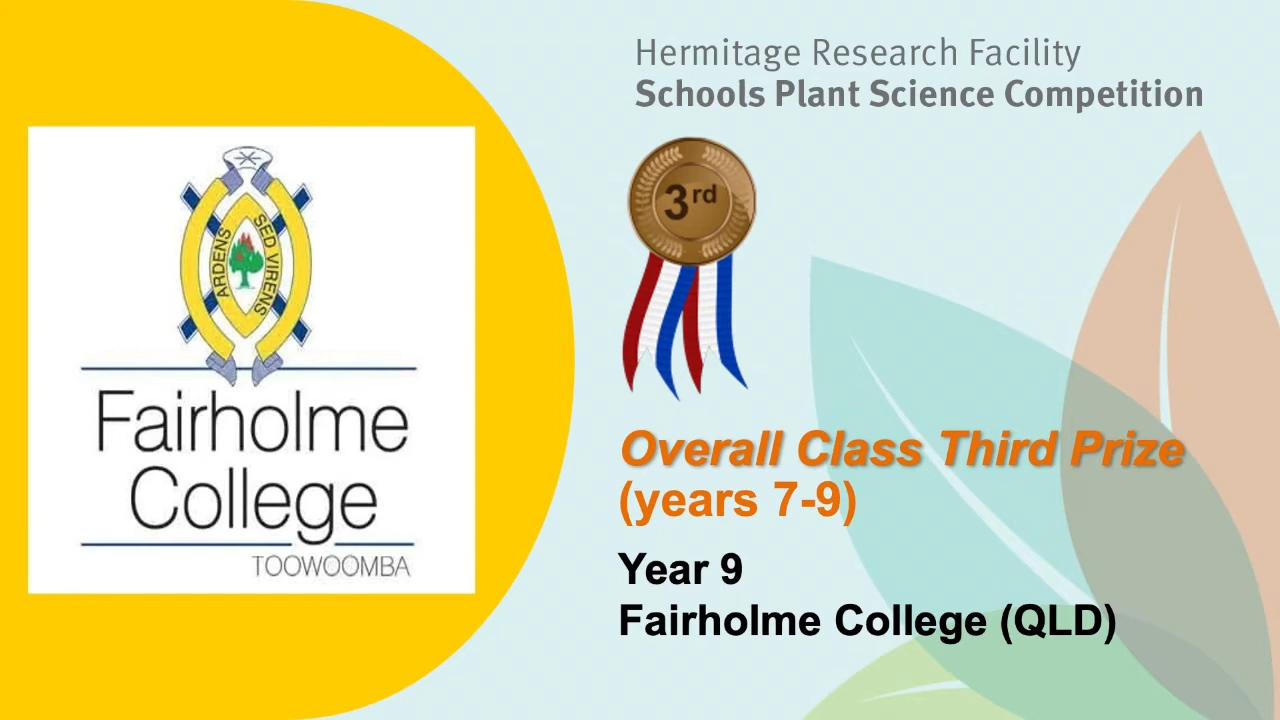 Hermitage Research Facility
Schools Plant Science Competition
3rd
ARDENS
SED VIRENS
Fairholme
College
TOOWOOMBA
Overall Class Third Prize
(years 7-9)
Year 9
Fairholme College (QLD)